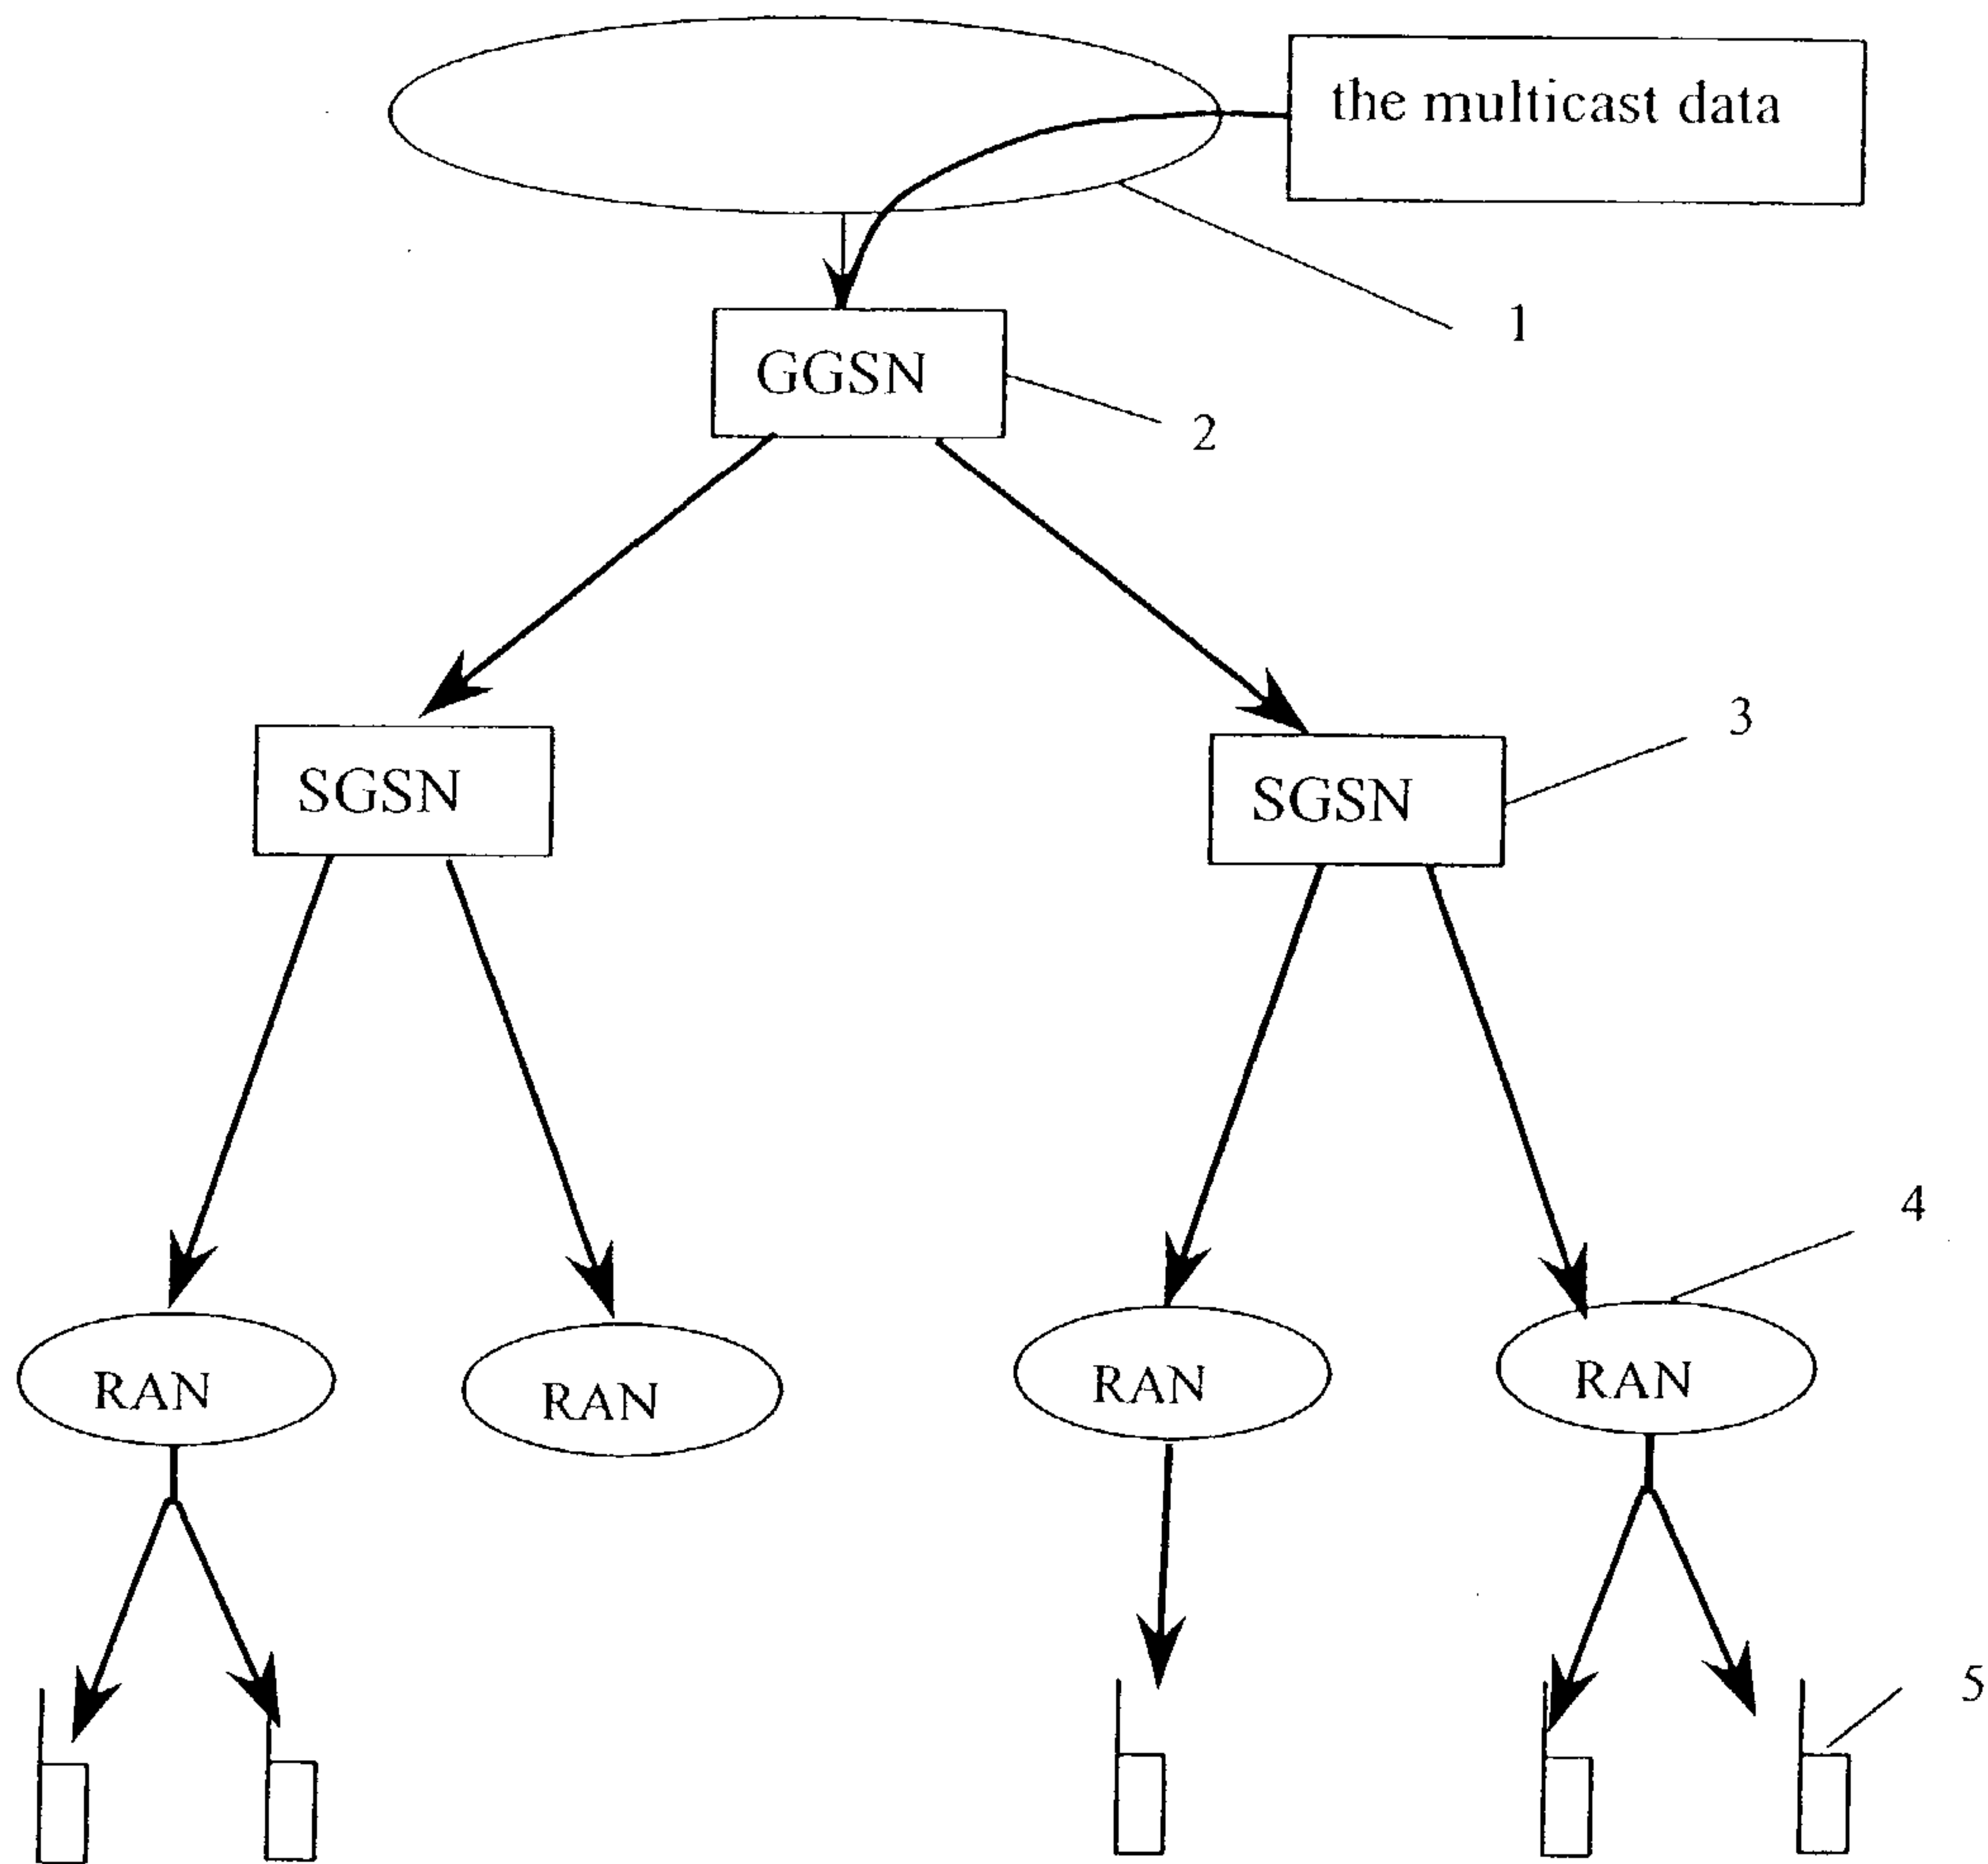 the multicast data
1
GGSN
2
3
SGSN
SGSN
4
RAN
RAN
RAN
RAN
5